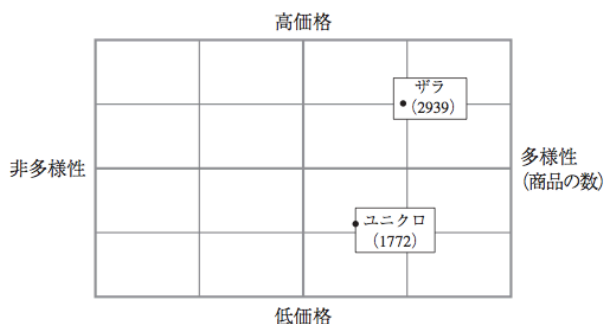 高価格
ザラ
(2939)
非多様性
多様性
(商品の数)
ユニクロ
(1772)
低価格